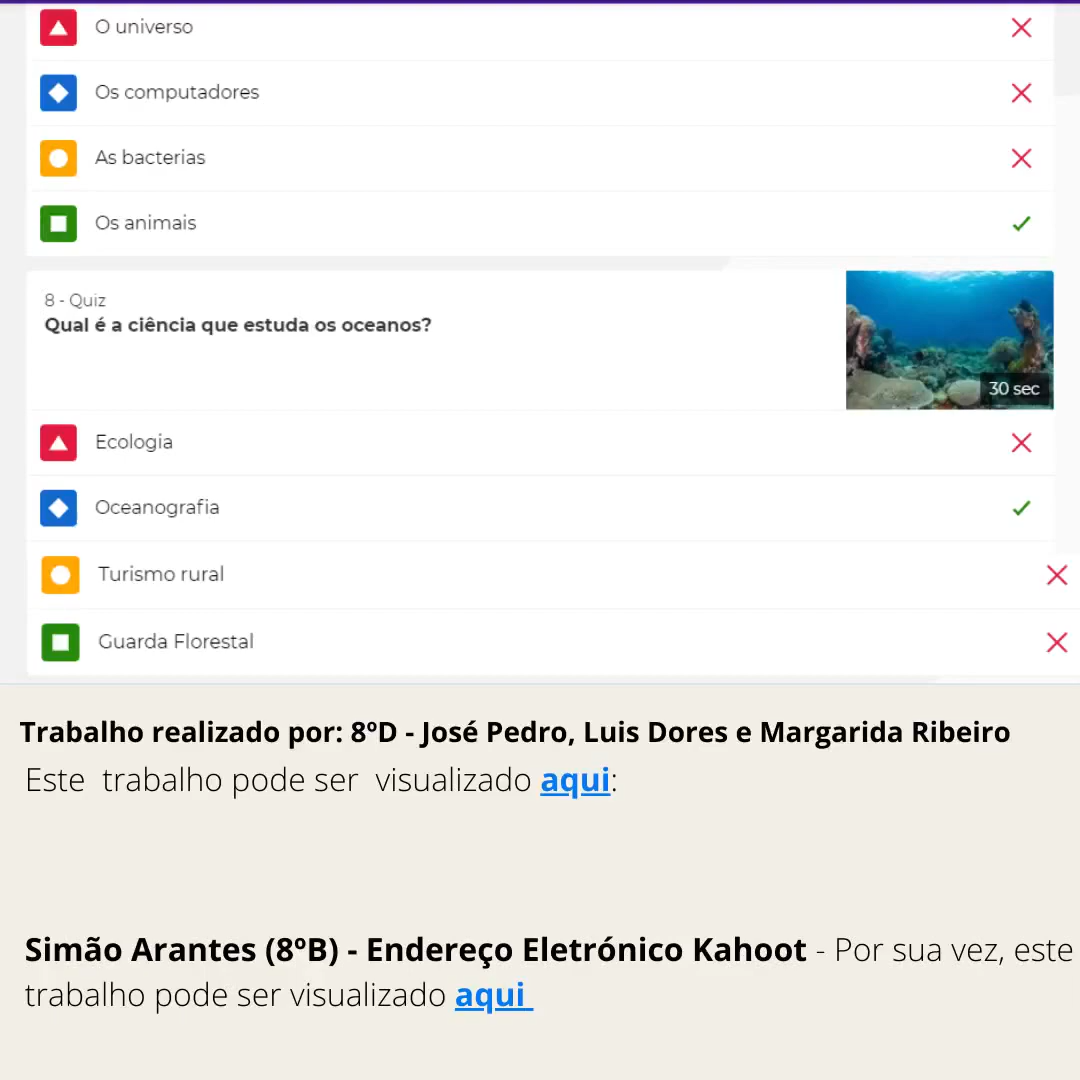 O universo
Os computadores
As bacterias
Os animais
8 - Quiz
Qual é a ciência que estuda os oceanos?
30 sec
Ecologia
Oceanografia
Turismo rural
Guarda Florestal
Trabalho realizado por: 8ºD - José Pedro, Luis Dores e Margarida Ribeiro
Este trabalho pode ser visualizado aqui:
Simão Arantes (8ºB) - Endereço Eletrónico Kahoot - Por sua vez, este
trabalho pode ser visualizado aqui